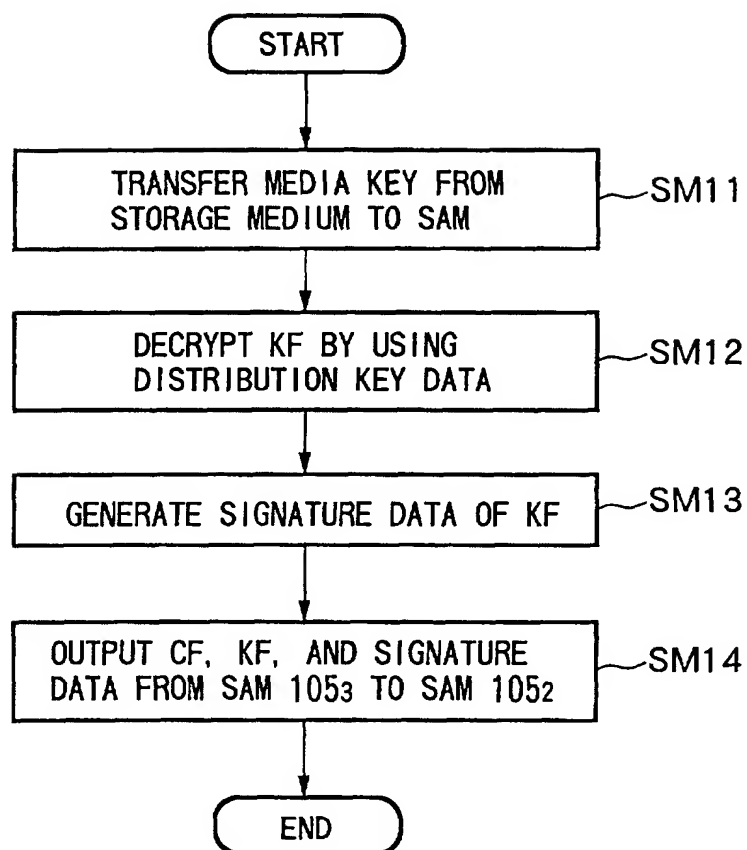 START
TRANSFER MEDIA KEY FROM
STORAGE MEDIUM TO SAM
SM11
DECRYPT KF BY USING
DISTRIBUTION KEY DATA
SM12
GENERATE SIGNATURE DATA OF KF
SM13
OUTPUT CF, KF, AND SIGNATURE
DATA FROM SAM 105₃ TO SAM 105₂
SM14
END